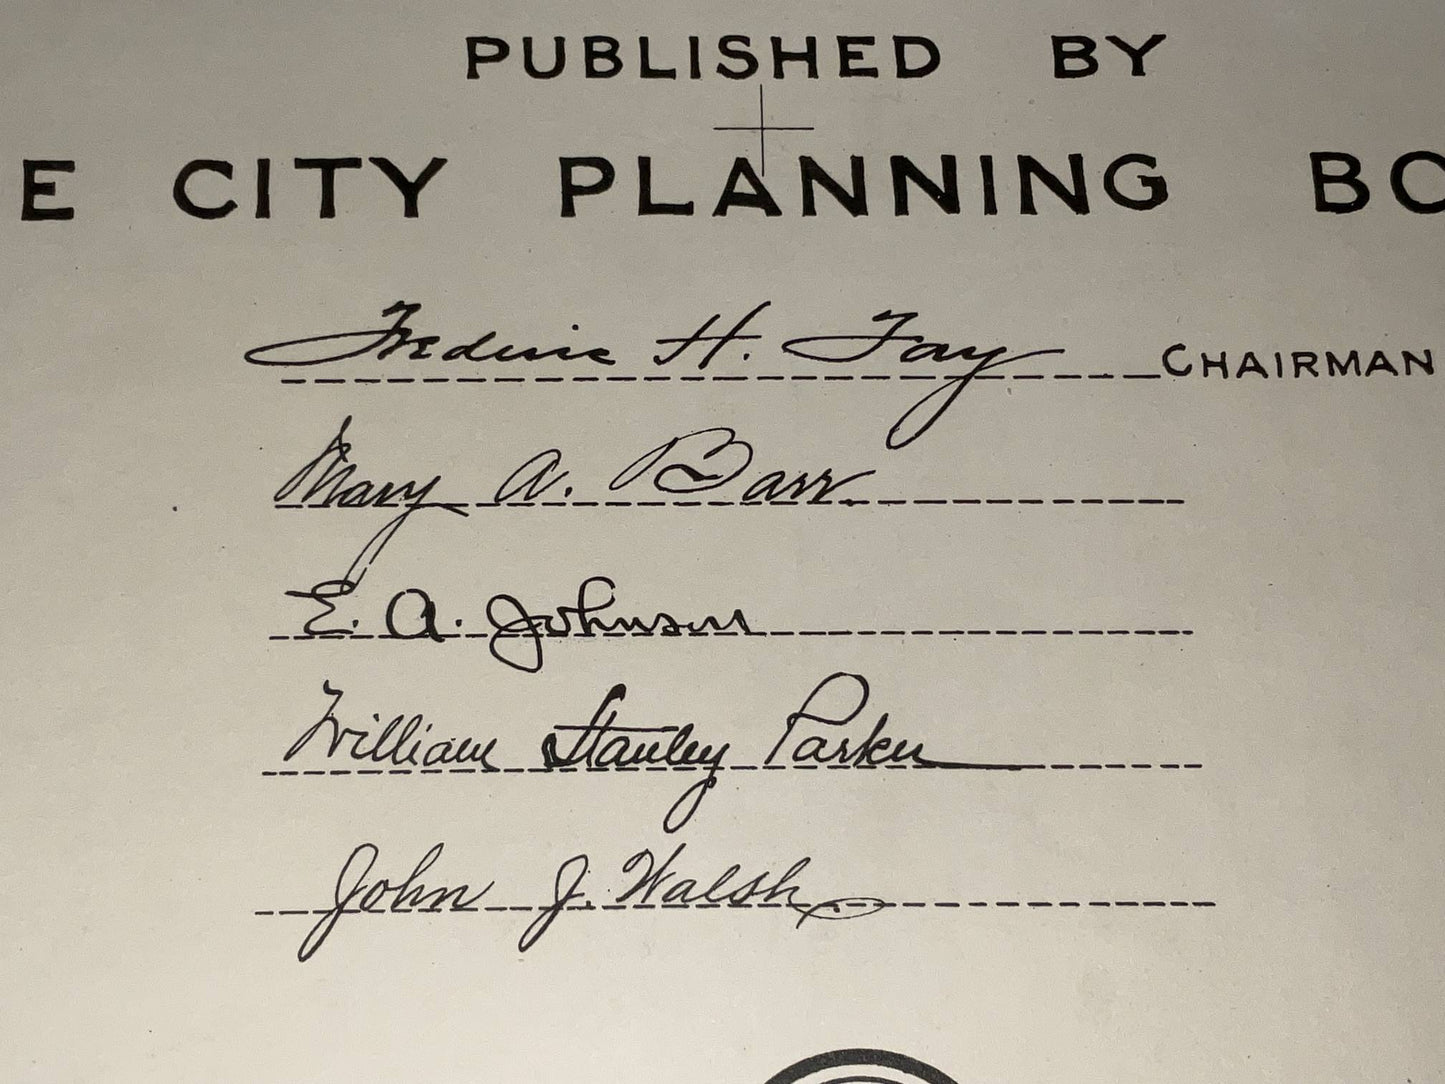 PUBLISHED BY
E CITY PLANNING BO
Frederic H. Fay CHAIRMAN
Mary A. Barr
E. A. Johnson
William Stanley Parker
John J. Walsh